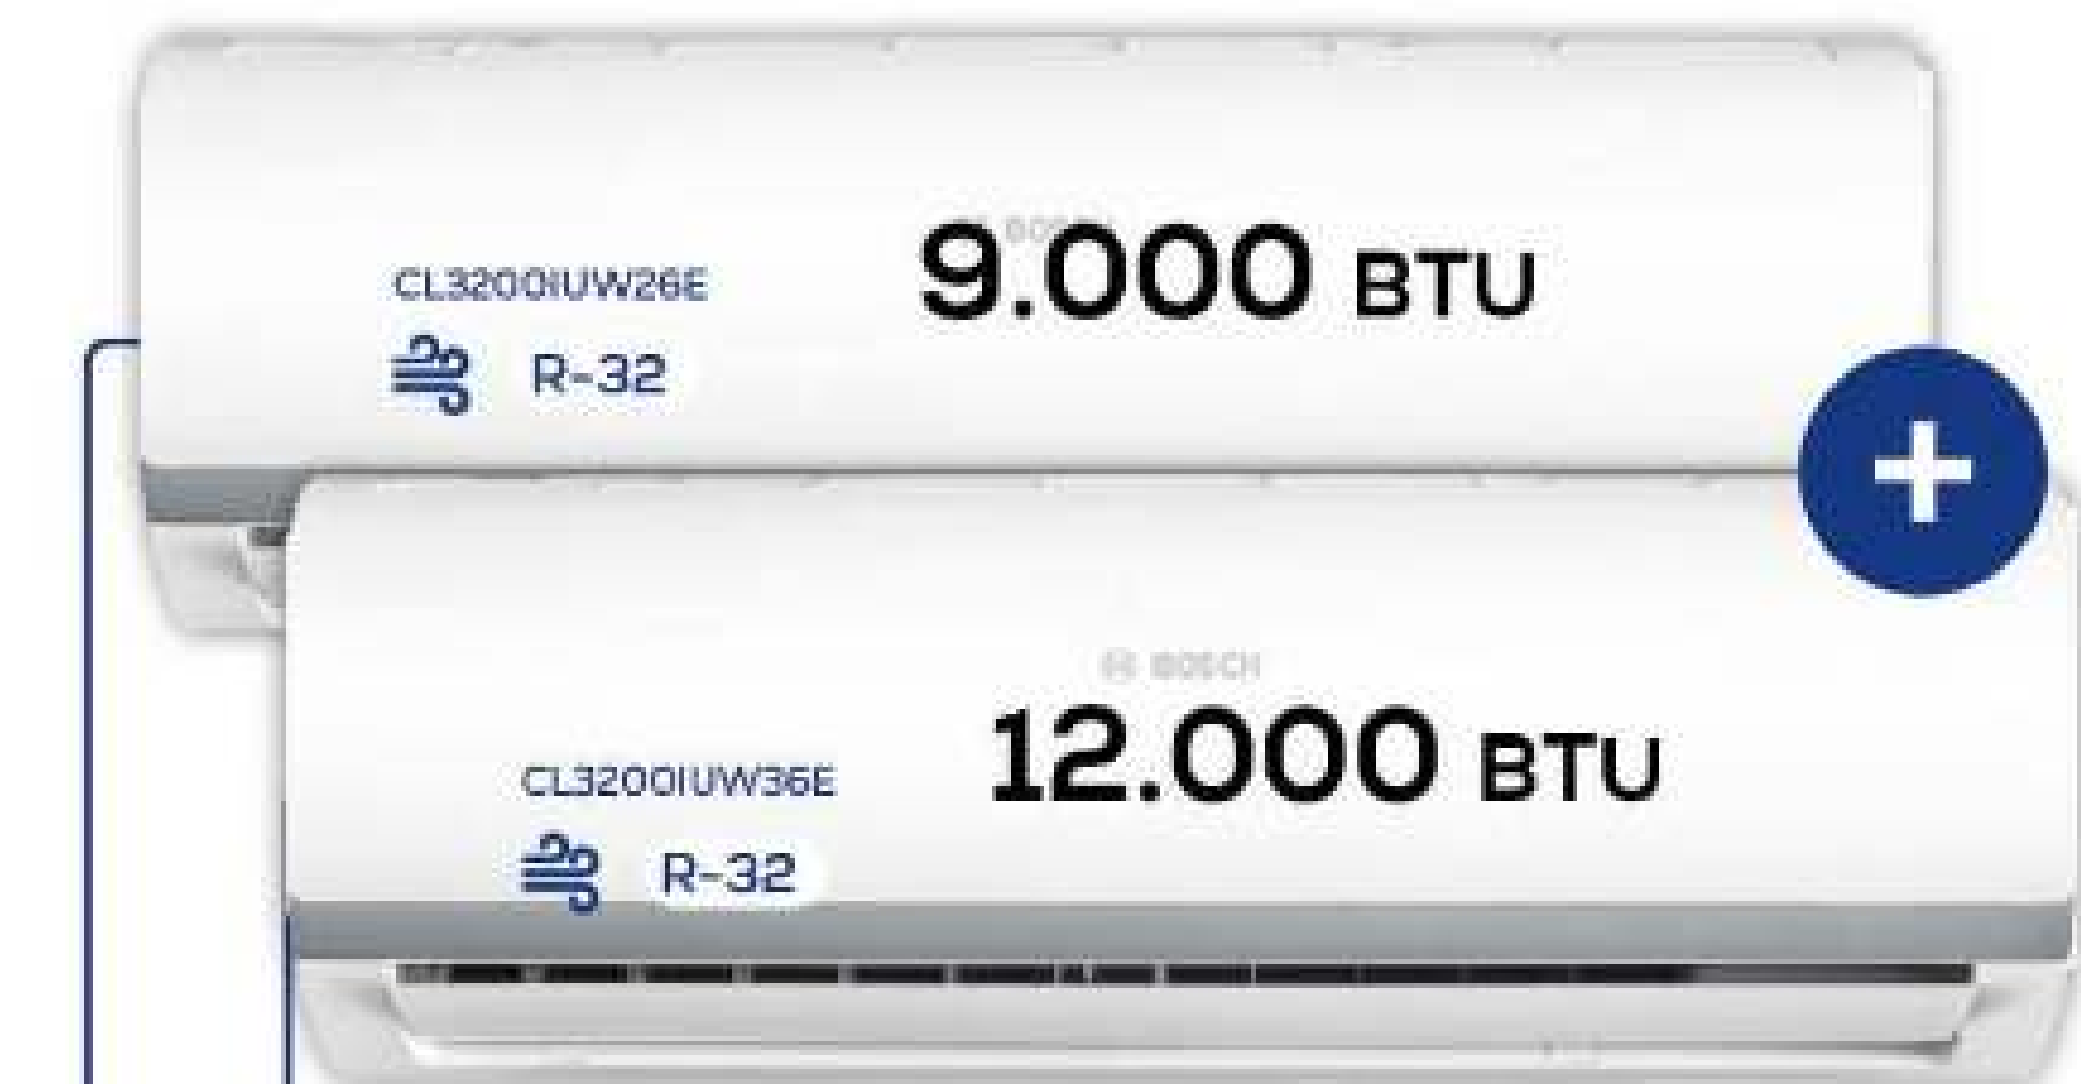 9.000 BTU
CL3200IUW26E
R-32
BOSCH
12.000 BTU
CL3200IUW36E
R-32